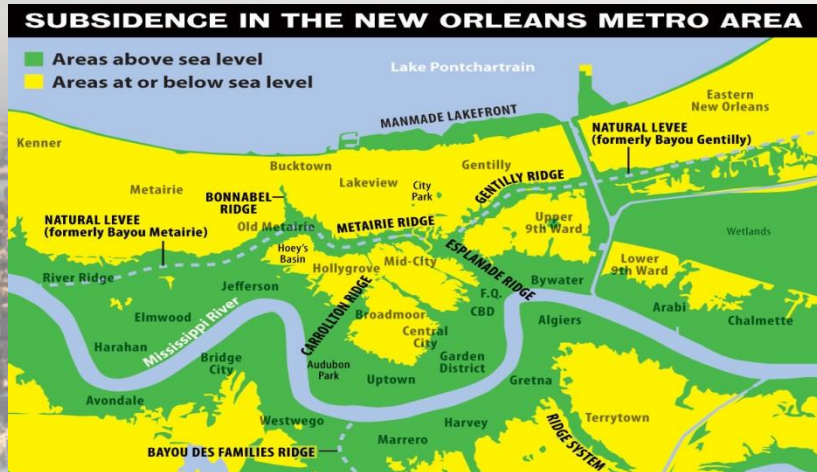 SUBSIDENCE IN THE NEW ORLEANS METRO AREA
Areas above sea level
Areas at or below sea level
Lake Pontchartrain
Eastern
New Orleans
MANMADE LAKEFRONT
NATURAL LEVEE
(formerly Bayou Gentilly)
Kenner
Bucktown
Gentilly
Metairie
Lakeview
City
Park
GENTILLY RIDGE
BONNABEL
RIDGE
NATURAL LEVEE
(formerly Bayou Metairie)
Old Metairie
METAIRIE RIDGE
Upper
9th Ward
Wetlands
Hoey's
Basin
Hollygrove
Mid-City
ESPLANADE RIDGE
Lower
9th Ward
River Ridge
Jefferson
CARROLLTON RIDGE
F.Q.
Bywater
Elmwood
Mississippi River
Broadmoor
CBD
Algiers
Arabi
Chalmette
Harahan
Central
City
Bridge
City
Audubon
Park
Garden
District
Uptown
Gretna
Avondale
Westwego
Harvey
Terrytown
Marrero
RIDGE SYSTEM
BAYOU DES FAMILIES RIDGE